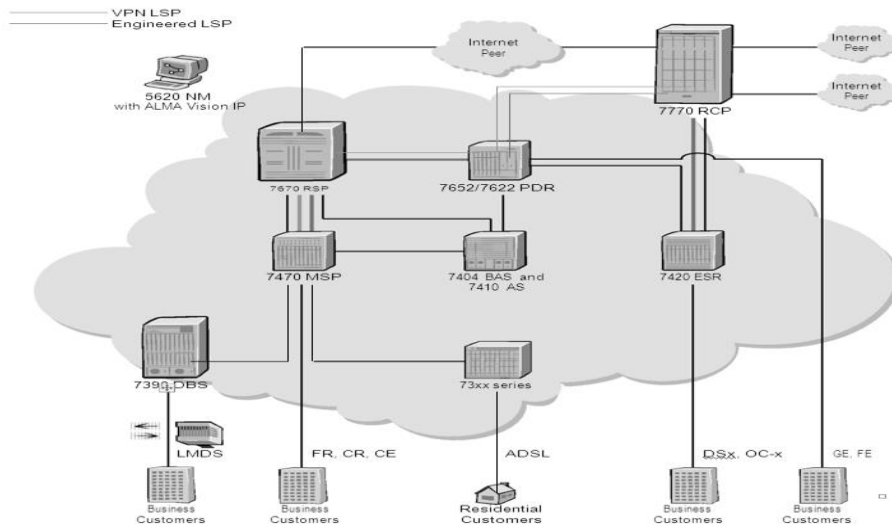 VPN LSP
Engineered LSP
Internet
Peer
Internet
Peer
Internet
Peer
5620 NM
with ALMA Vision IP
7770 RCP
7670 RSP
7652/7622 PDR
7470 MSP
7404 BAS and
7410 AS
7420 ESR
7390 DBS
73xx series
LMDS
FR, CR, CE
ADSL
DSx, OC-x
GE, FE
Business
Customers
Business
Customers
Residential
Customers
Business
Customers
Business
Customers